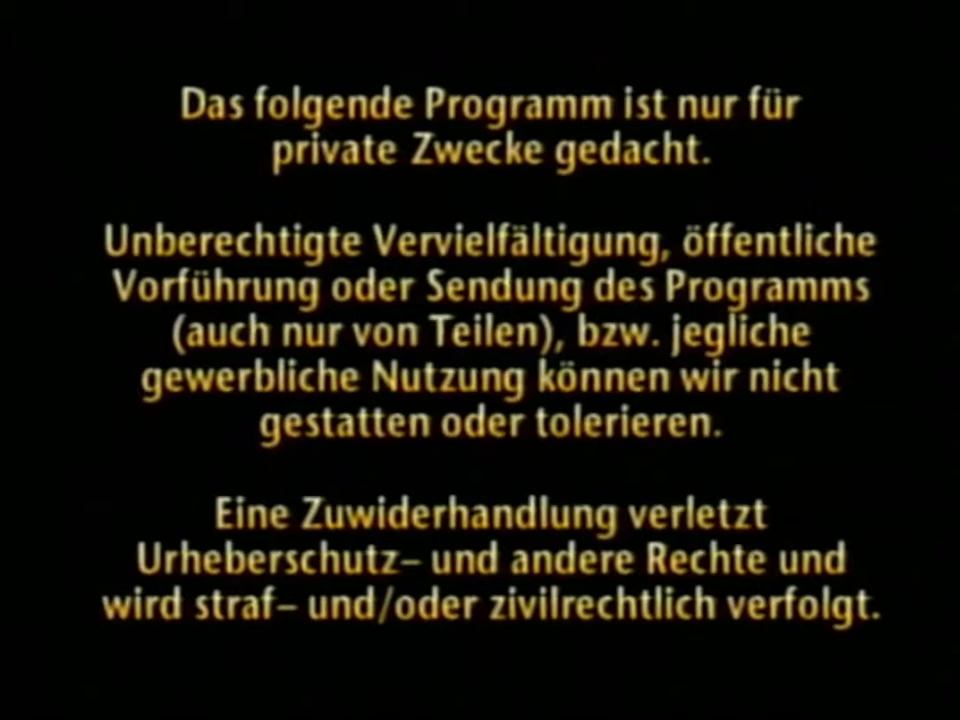 Das folgende Programm ist nur für
private Zwecke gedacht.
Unberechtigte Vervielfältigung, öffentliche
Vorführung oder Sendung des Programms
(auch nur von Teilen), bzw. jegliche
gewerbliche Nutzung können wir nicht
gestatten oder tolerieren.
Eine Zuwiderhandlung verletzt
Urheberschutz– und andere Rechte und
wird straf– und/oder zivilrechtlich verfolgt.